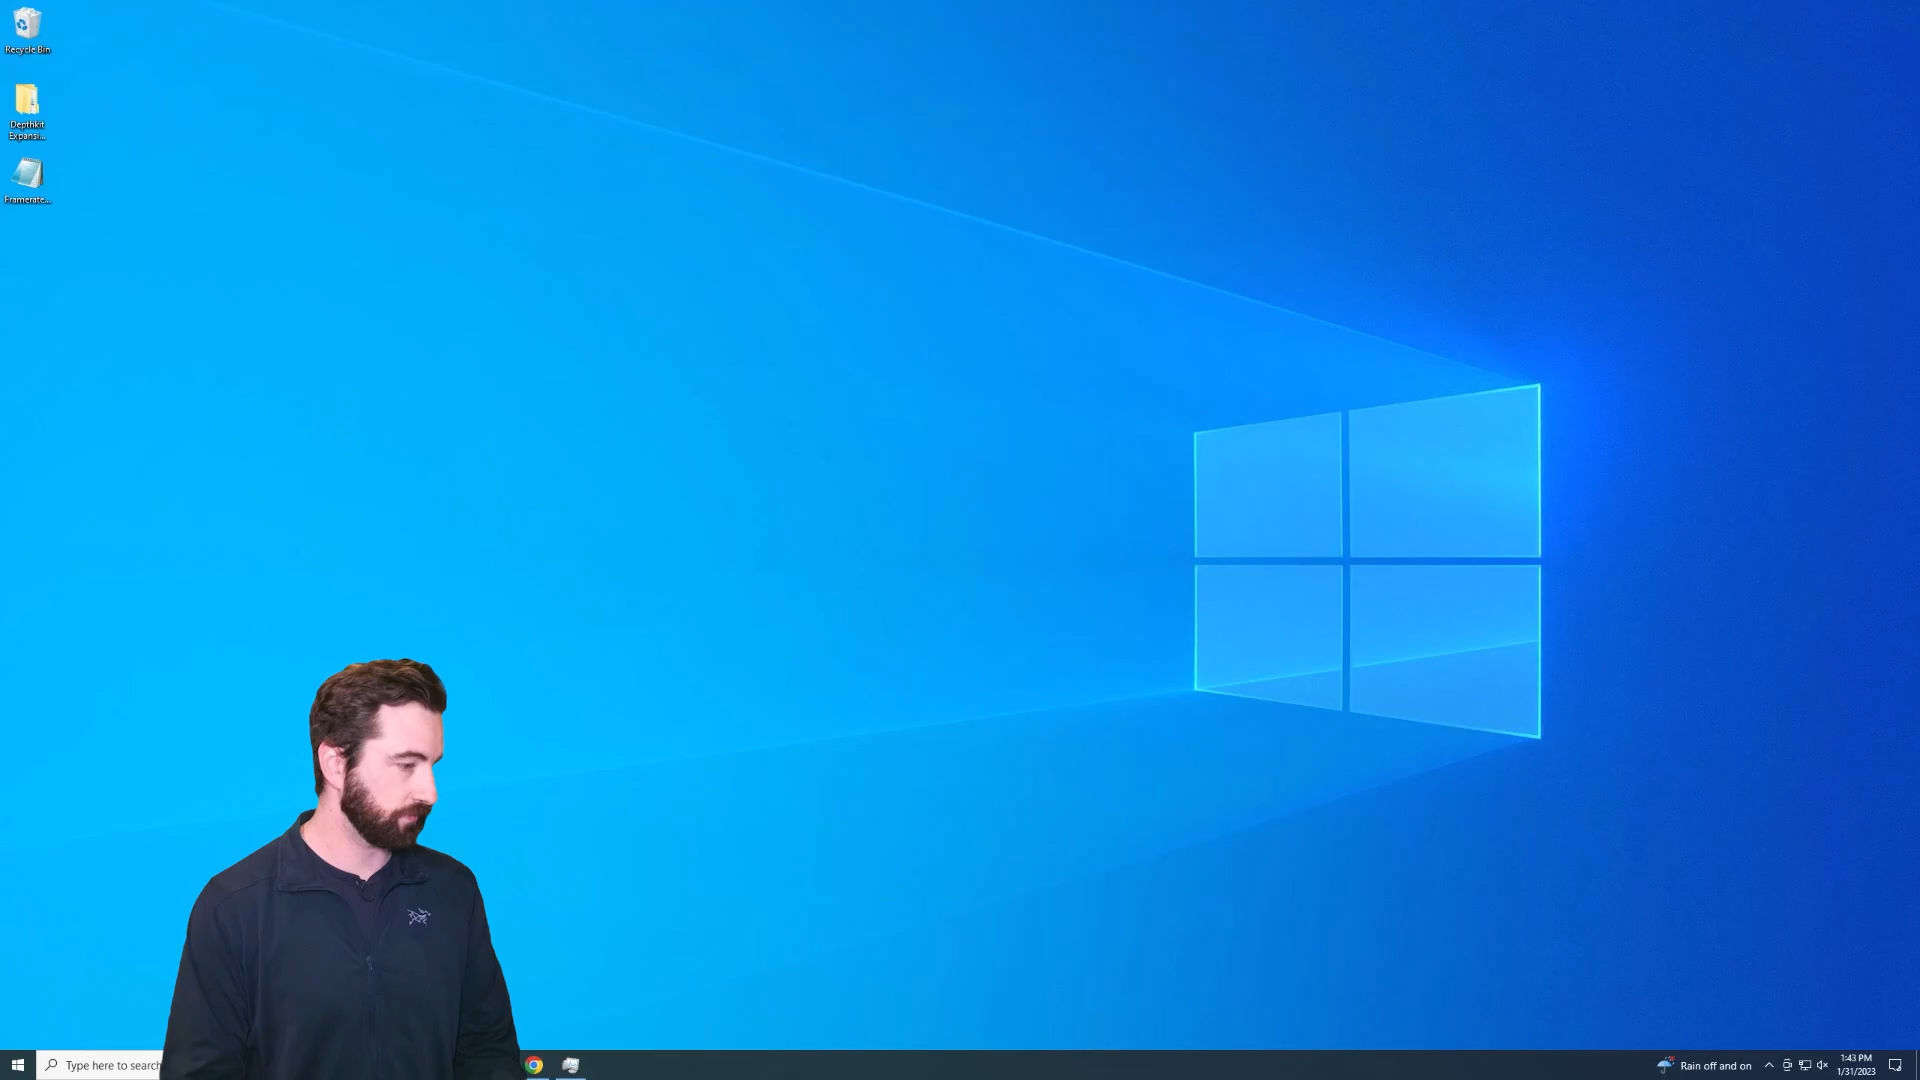 Recycle Bin
Depthkit
Expansi...
Framerate...
Type here to search
Rain off and on
1:43 PM
1/31/2023